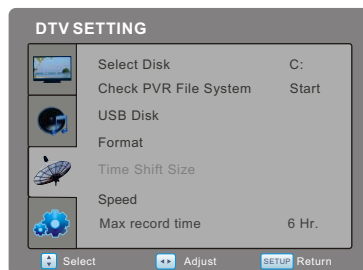 DTV SETTING
Select Disk C:
Check PVR File System Start
USB Disk
Format
Time Shift Size
Speed
Max record time 6 Hr.
Select Adjust SETUP Return